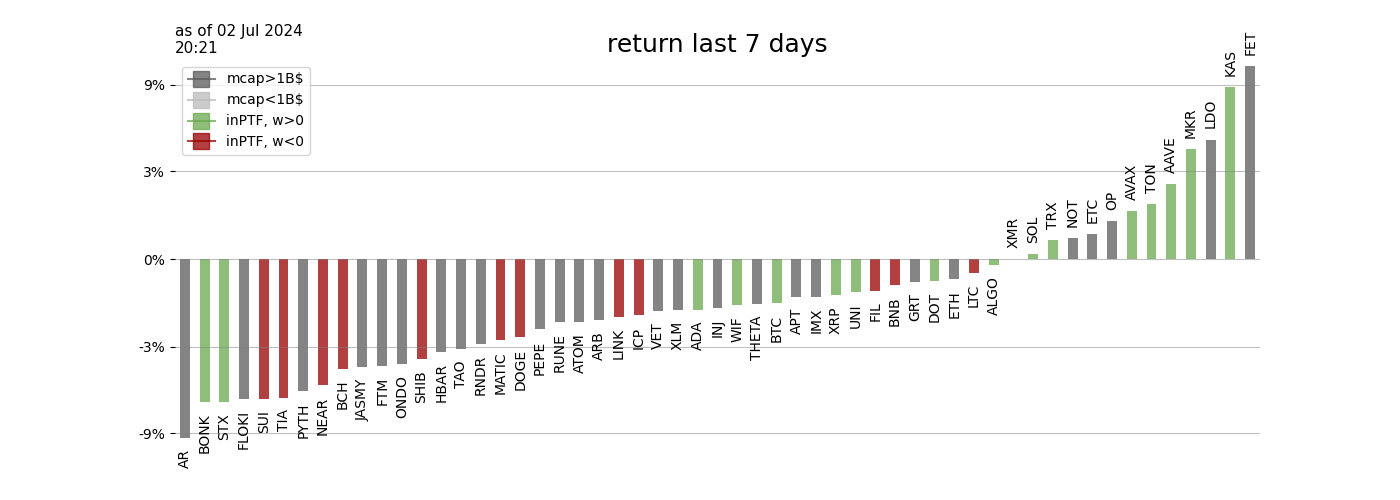 as of 02 Jul 2024
20:21
return last 7 days
mcap>1B$
mcap<1B$
inPTF, w>0
inPTF, w<0
9%
3%
0%
-3%
-9%
AR
BONK
STX
FLOKI
SUI
TIA
PYTH
NEAR
BCH
JASMY
FTM
ONDO
SHIB
HBAR
TAO
RNDR
MATIC
DOGE
PEPE
RUNE
ATOM
ARB
LINK
ICP
VET
XLM
ADA
INJ
WIF
THETA
BTC
APT
IMX
XRP
UNI
FIL
BNB
GRT
DOT
ETH
LTC
ALGO
XMR
SOL
TRX
NOT
ETC
OP
AVAX
TON
AAVE
MKR
LDO
KAS
FET